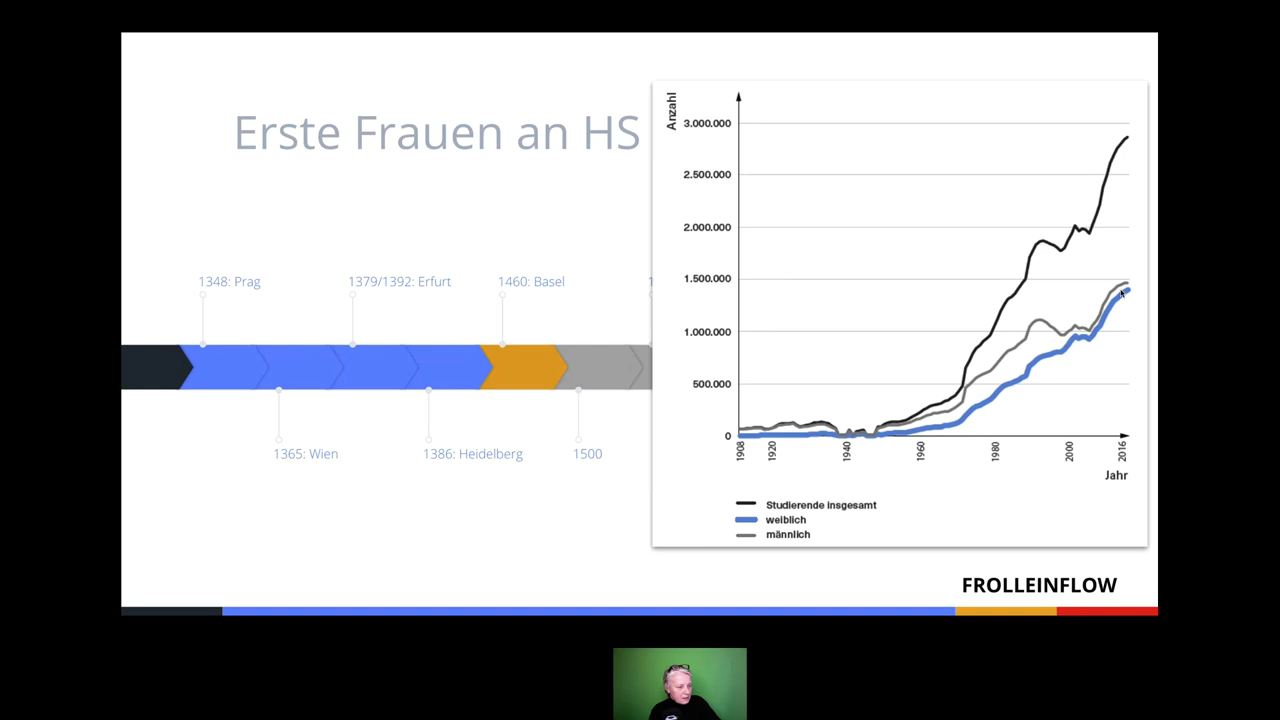 Erste Frauen an HS
1348: Prag
1379/1392: Erfurt
1460: Basel
1
1365: Wien
1386: Heidelberg
1500
Anzahl
3.000.000
2.500.000
2.000.000
1.500.000
1.000.000
500.000
0
1908
1920
1940
1960
1980
2000
2016
Jahr
Studierende insgesamt
weiblich
männlich
FROLLEINFLOW